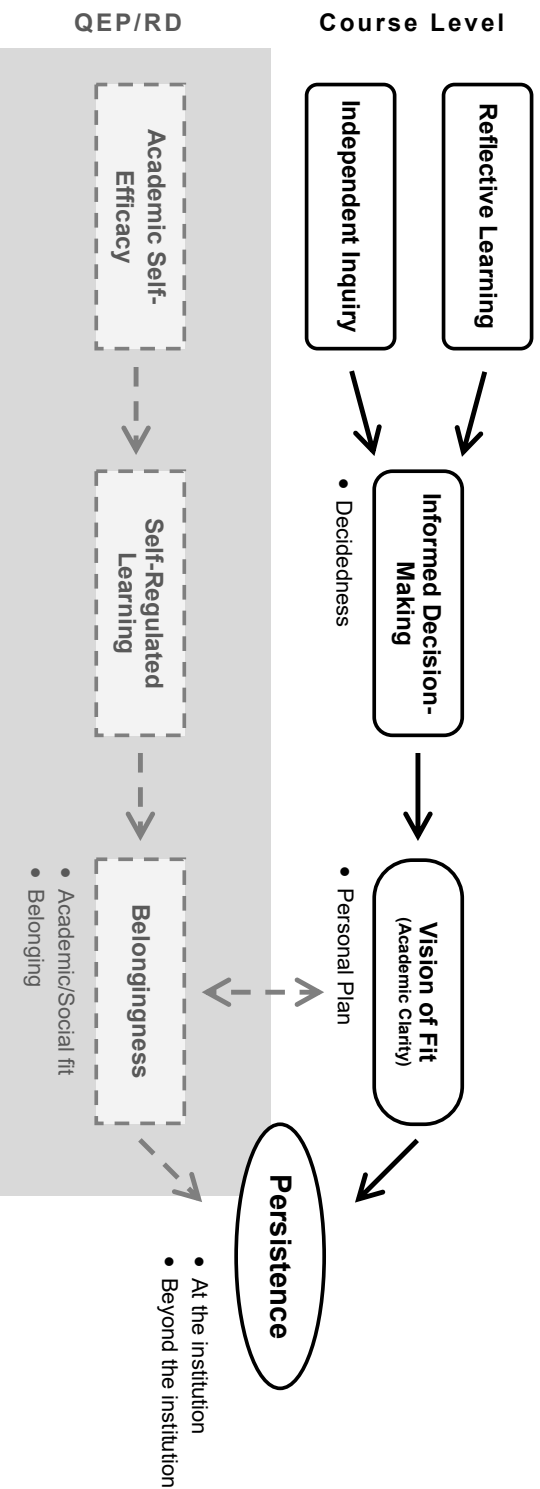 QEP/RD
Course Level
Reflective Learning
Independent Inquiry
Informed Decision-
Making
● Decidedness
Vision of Fit
(Academic Clarity)
● Personal Plan
Academic Self-
Efficacy
Self-Regulated
Learning
Belongingness
● Academic/Social fit
● Belonging
Persistence
● At the institution
● Beyond the institution